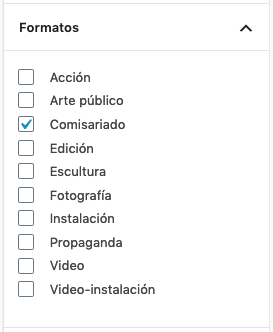 Formatos
Acción
Arte público
Comisariado
Edición
Escultura
Fotografía
Instalación
Propaganda
Video
Video-instalación